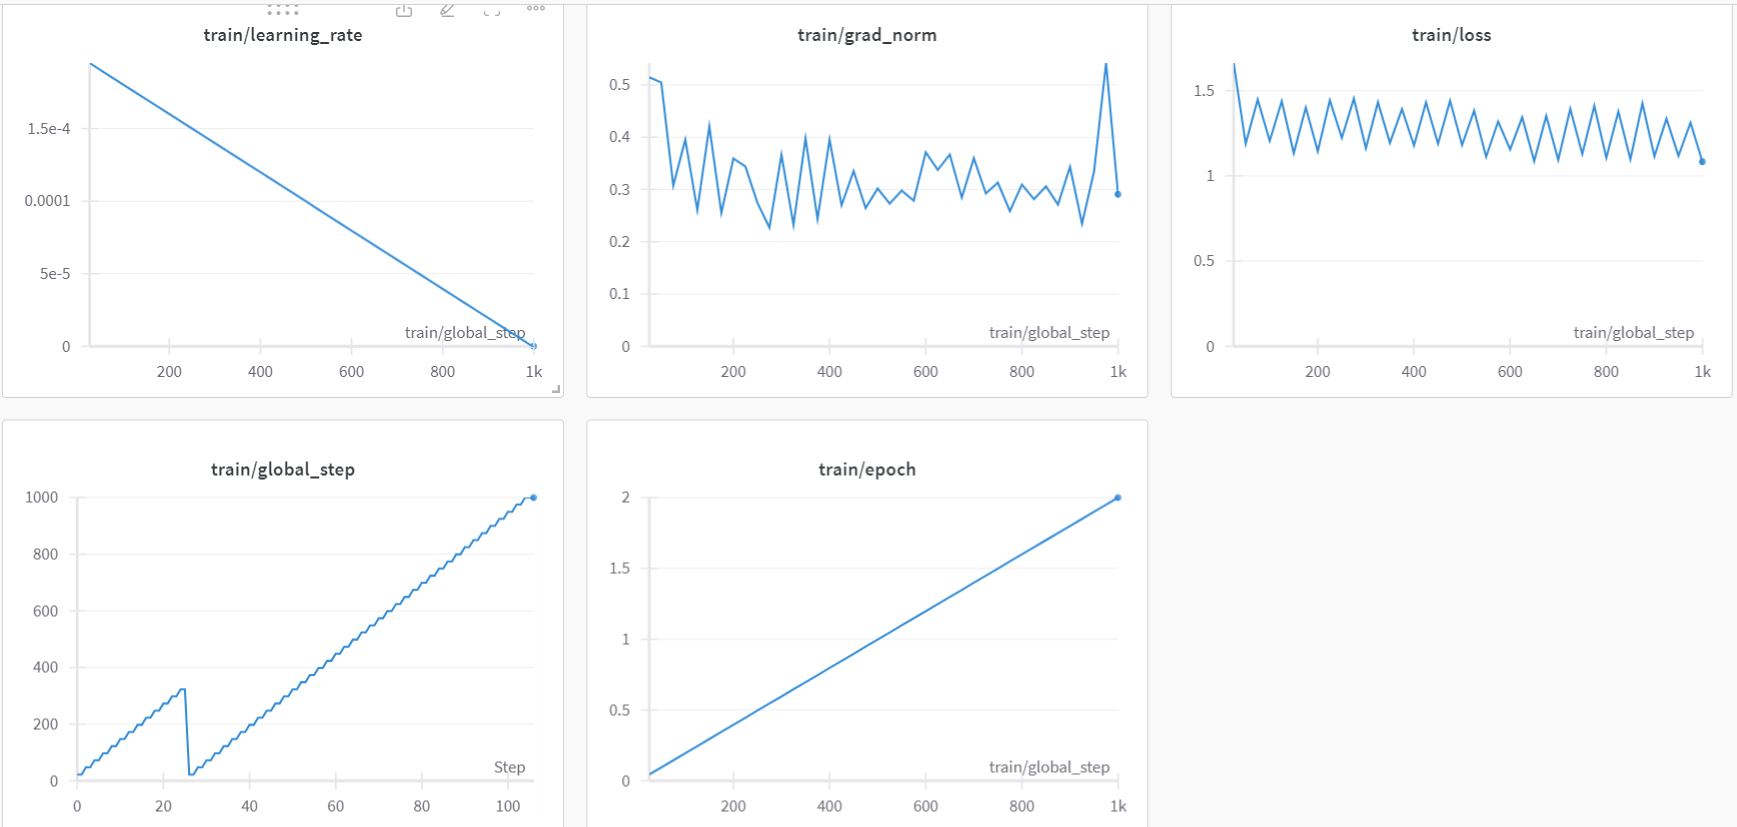 train/learning_rate
1.5e-4
0.0001
5e-5
0
train/global_step
200 400 600 800 1k
train/grad_norm
0.5
0.4
0.3
0.2
0.1
0
train/global_step
200 400 600 800 1k
train/loss
1.5
1
0.5
0
train/global_step
200 400 600 800 1k
train/global_step
1000
800
600
400
200
0
Step
0 20 40 60 80 100
train/epoch
2
1.5
1
0.5
0
train/global_step
200 400 600 800 1k